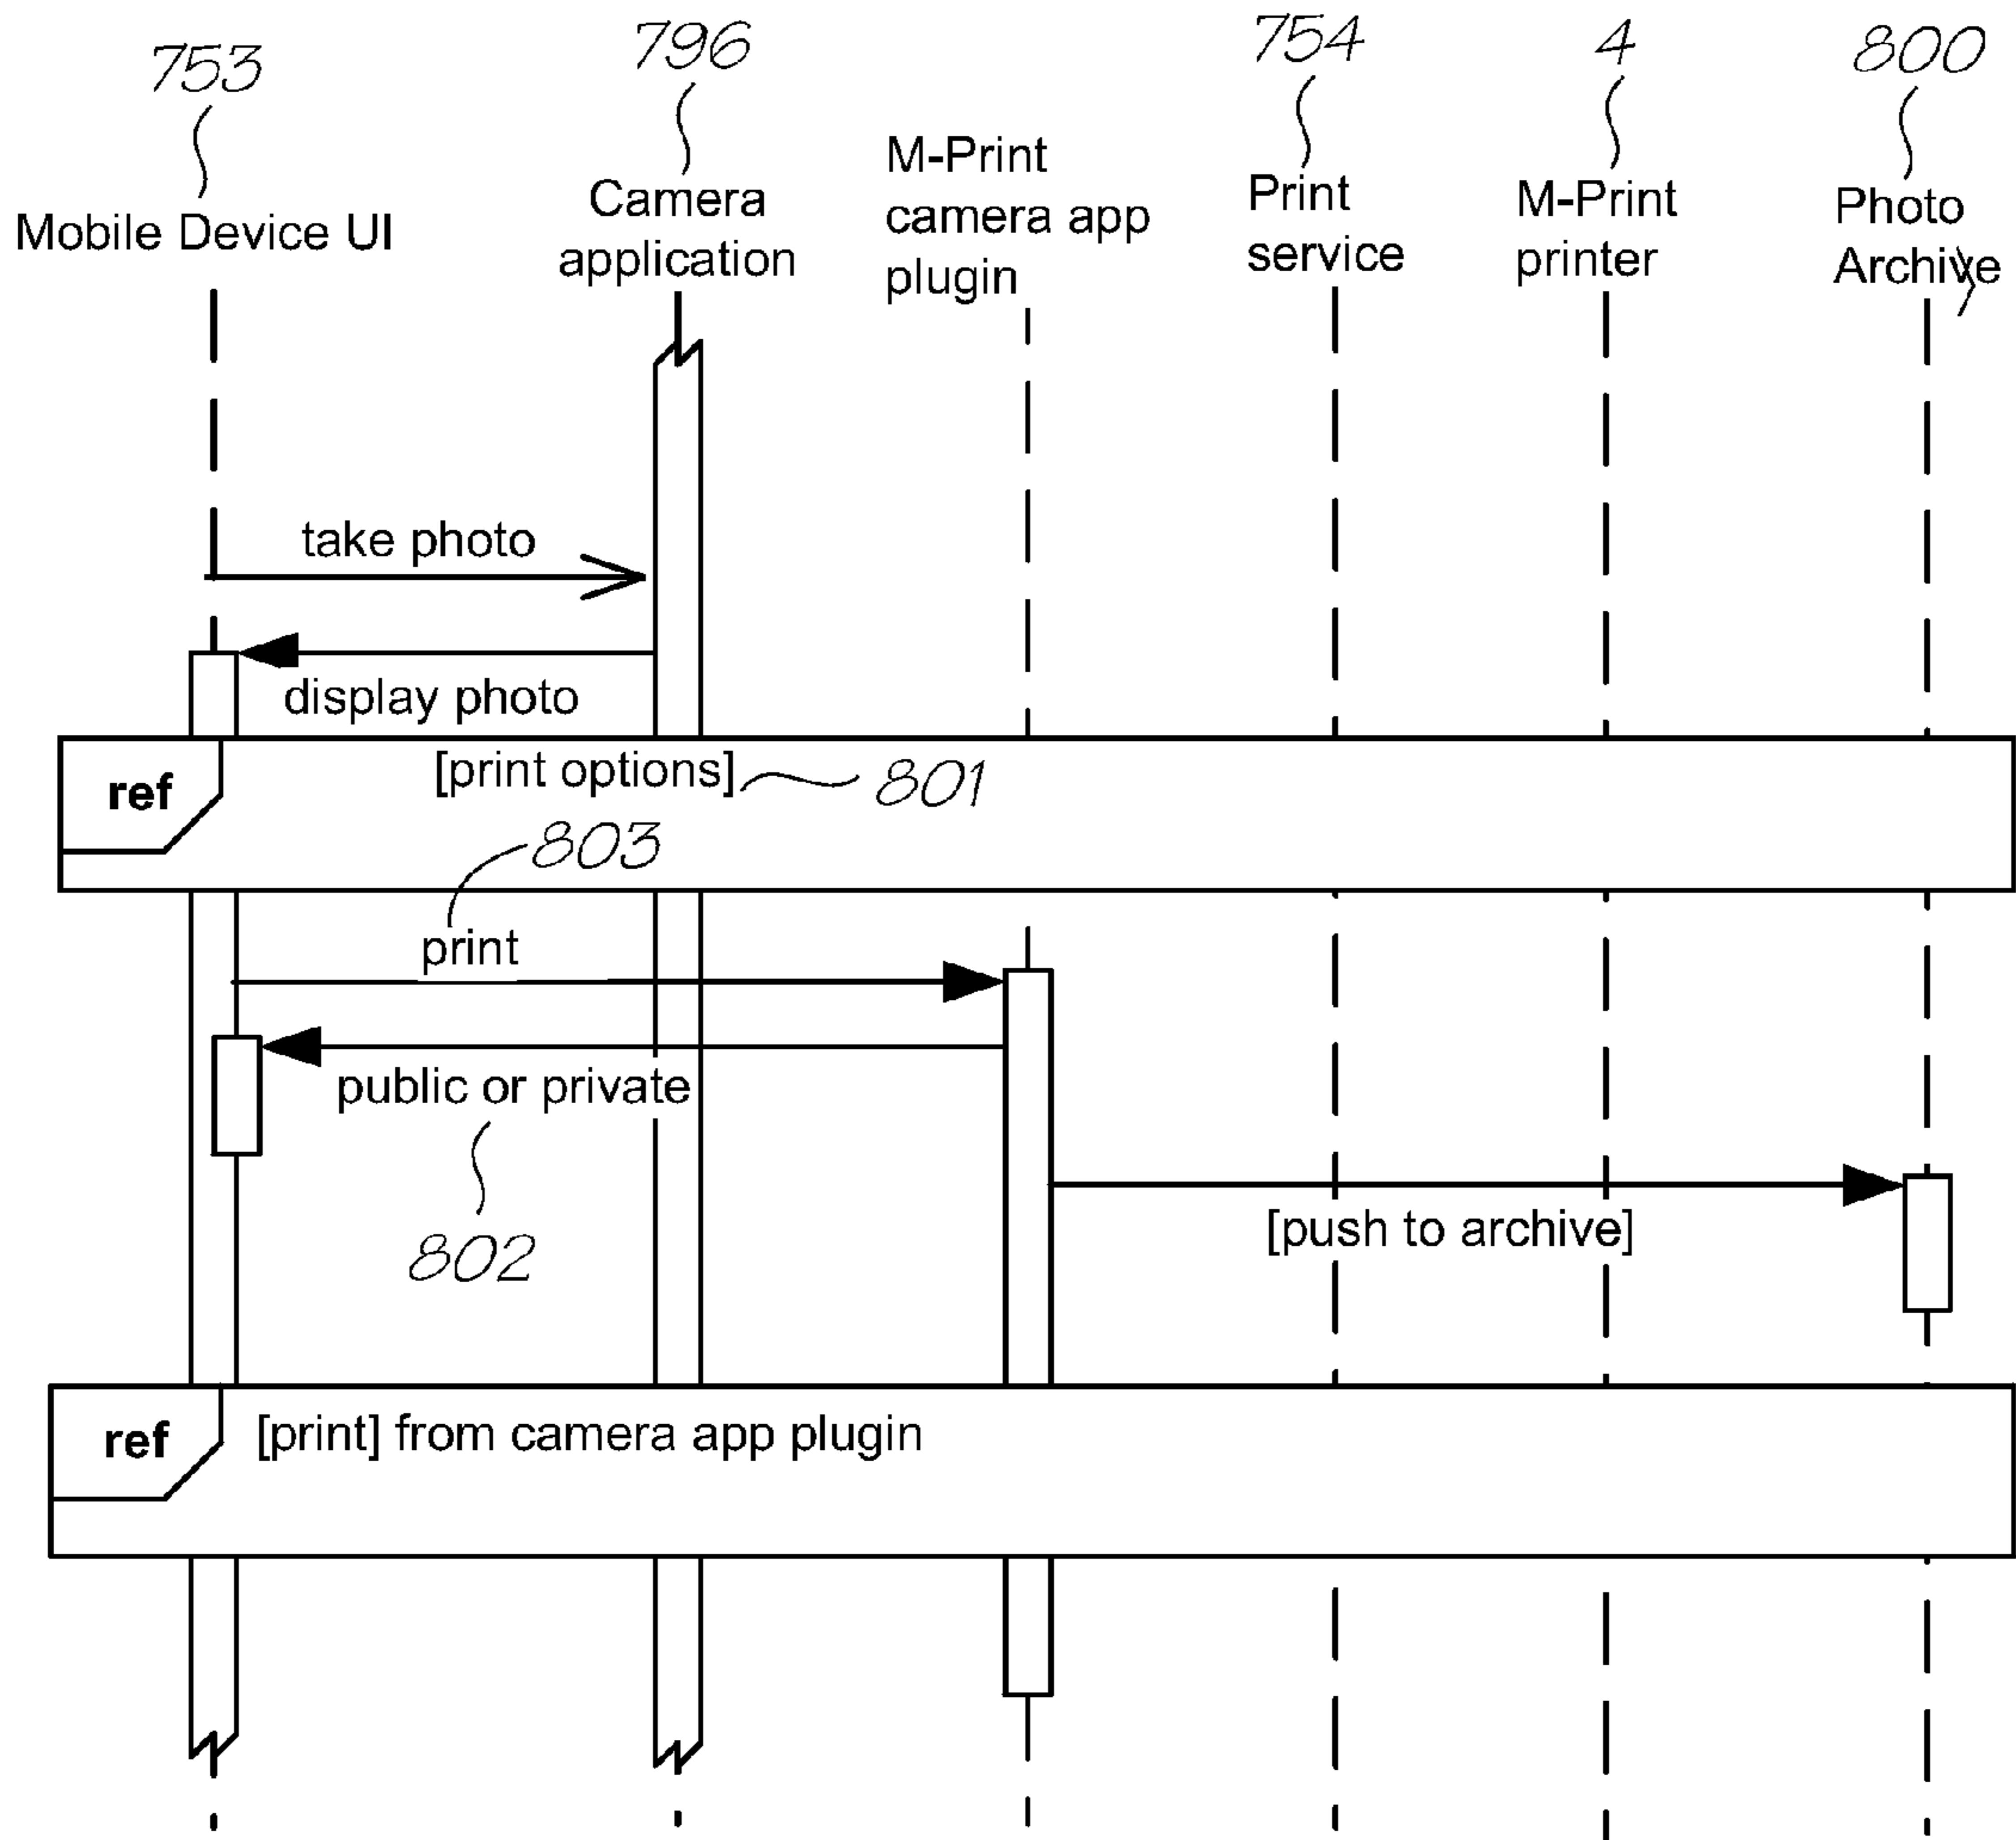 753
796
754
4
800
Mobile Device UI
Camera
application
M-Print
camera app
plugin
Print
service
M-Print
printer
Photo
Archive
take photo
display photo
ref
[print options]
801
803
print
public or private
802
[push to archive]
ref
[print] from camera app plugin